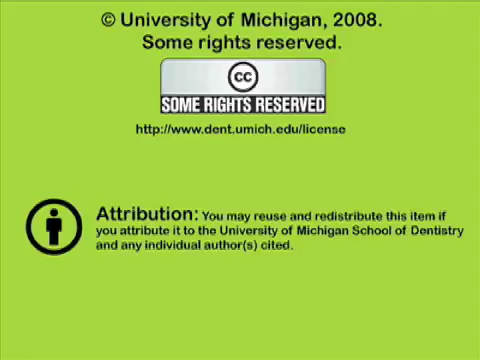 © University of Michigan, 2008.
Some rights reserved.
cc
SOME RIGHTS RESERVED
http://www.dent.umich.edu/license
Attribution: You may reuse and redistribute this item if
you attribute it to the University of Michigan School of Dentistry
and any individual author(s) cited.